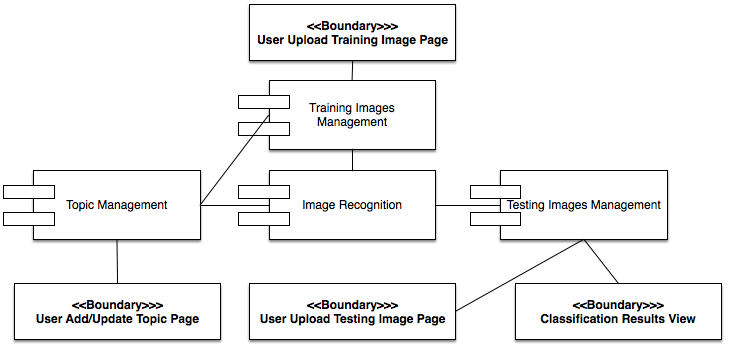 <<Boundary>>>
User Upload Training Image Page
Training Images
Management
Topic Management
Image Recognition
Testing Images Management
<<Boundary>>>
User Add/Update Topic Page
<<Boundary>>>
User Upload Testing Image Page
<<Boundary>>>
Classification Results View